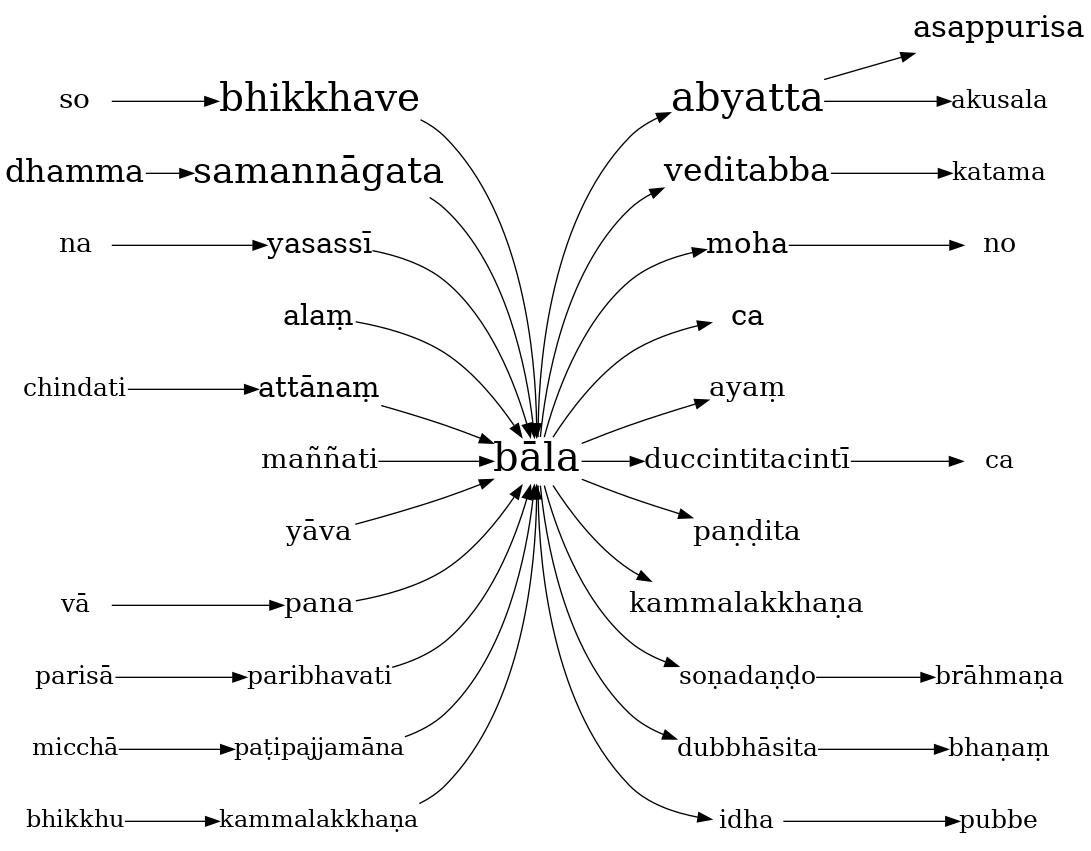 asappurisa
so bhikkhave abyatta akusala
dhamma samannāgata veditabba katama
na yasassī moha no
alaṃ ca
chindati attānaṃ ayaṃ
maññati bāla duccintitacintī ca
yāva paṇḍita
vā pana kammalakkhaṇa
parisā paribhavati soṇadaṇḍo brāhmaṇa
micchā paṭipajjamāna dubbhāsita bhaṇaṃ
bhikkhu kammalakkhaṇa idha pubbe